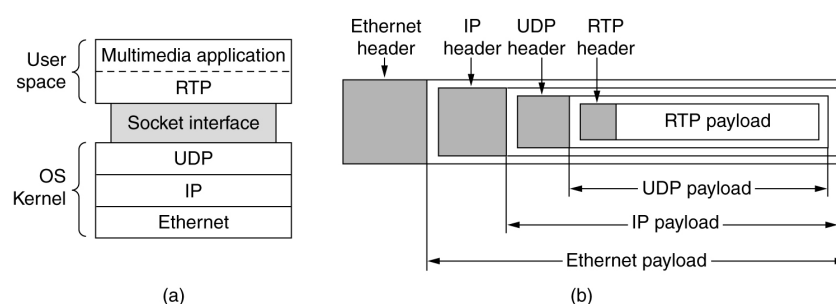 User
space
Multimedia application
RTP
Socket interface
OS
Kernel
UDP
IP
Ethernet
(a)
Ethernet
header
IP
header
UDP
header
RTP
header
RTP payload
UDP payload
IP payload
Ethernet payload
(b)